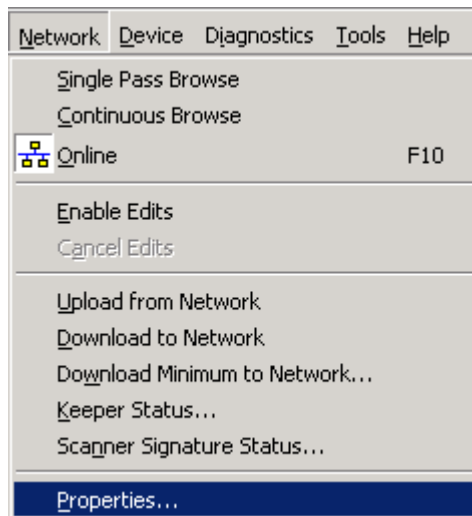 Network Device Diagnostics Tools Help
Single Pass Browse
Continuous Browse
Online F10
Enable Edits
Cancel Edits
Upload from Network
Download to Network
Download Minimum to Network...
Keeper Status...
Scanner Signature Status...
Properties...